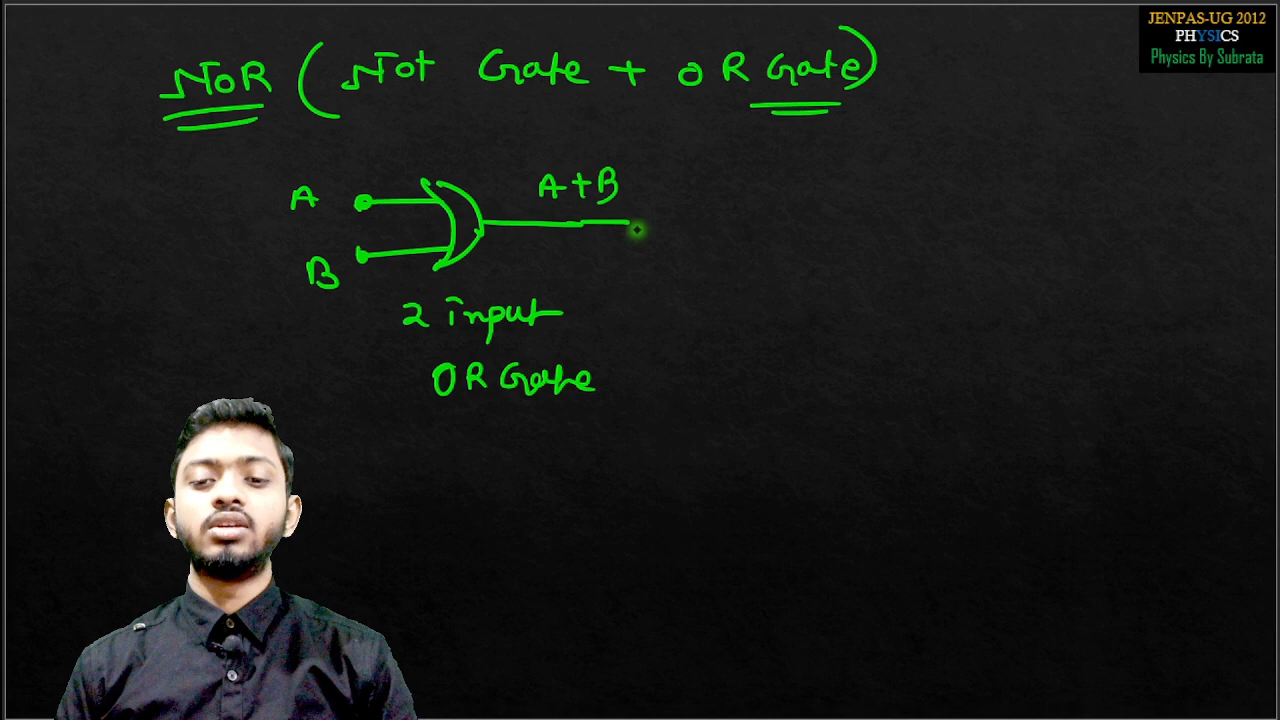 JENPAS-UG 2012
PHYSICS
Physics By Subrata
NOR (Not Gate + OR Gate)
A+B
A
B
2 input
OR Gate